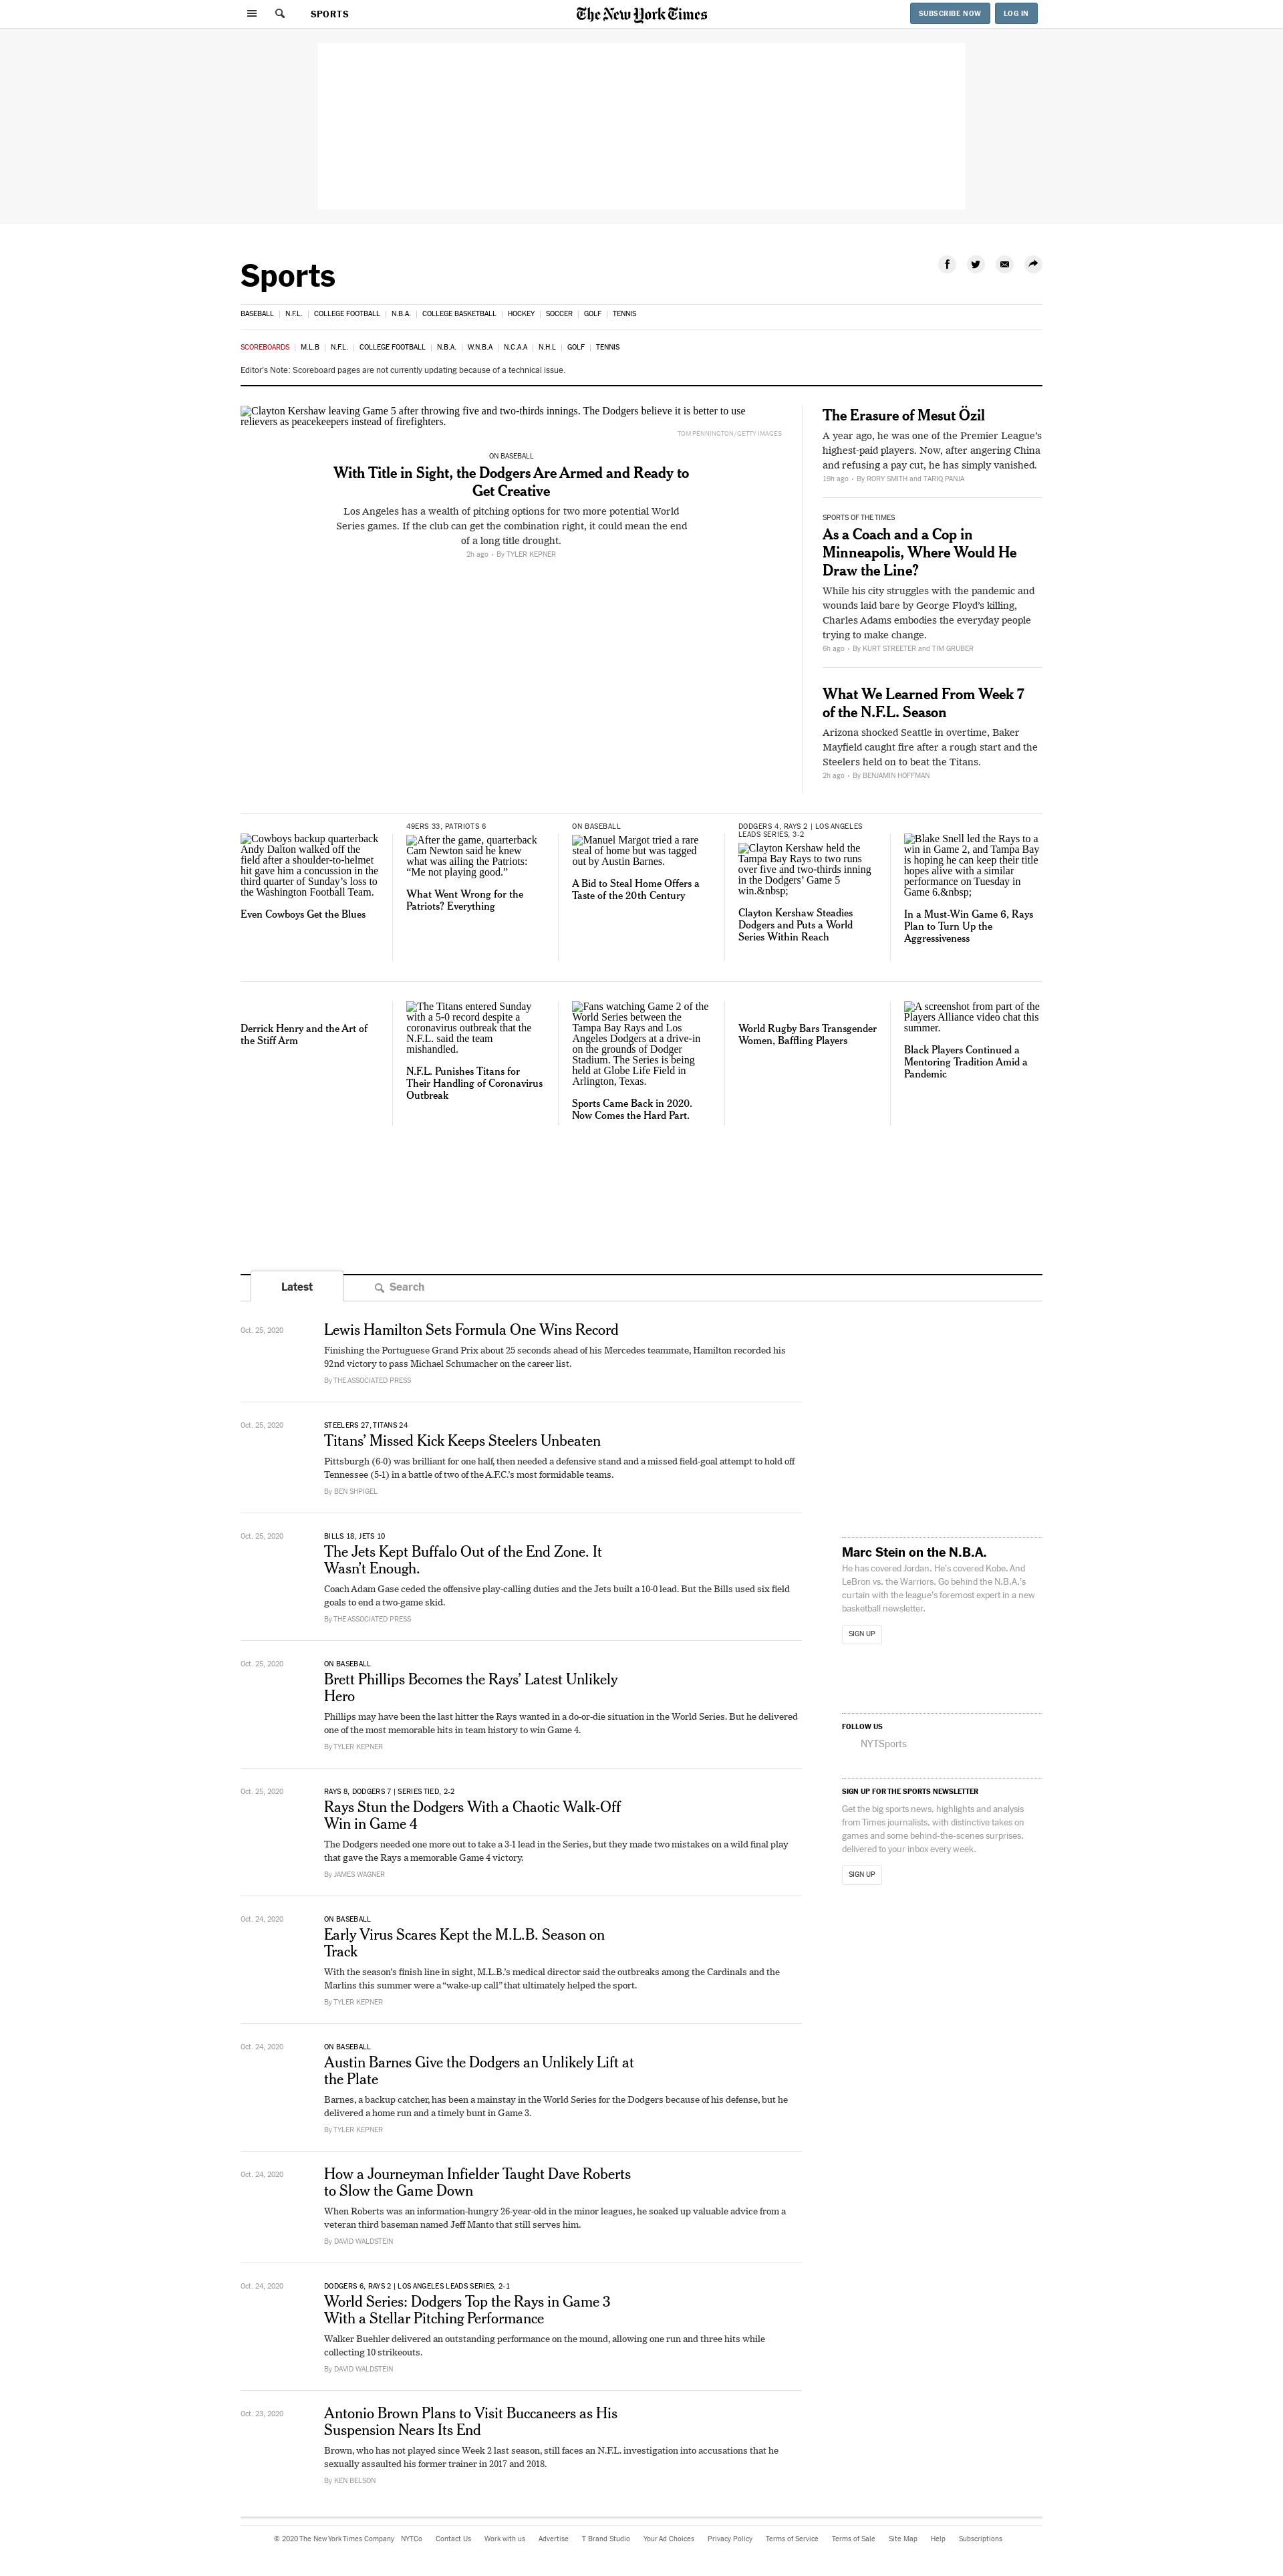 SPORTS
The New York Times
SUBSCRIBE NOW
LOG IN
Sports
BASEBALL | N.F.L. | COLLEGE FOOTBALL | N.B.A. | COLLEGE BASKETBALL | HOCKEY | SOCCER | GOLF | TENNIS
SCOREBOARDS | M.L.B | N.F.L. | COLLEGE FOOTBALL | N.B.A. | W.N.B.A | N.C.A.A | N.H.L | GOLF | TENNIS
Editor's Note: Scoreboard pages are not currently updating because of a technical issue.
Clayton Kershaw leaving Game 5 after throwing five and two-thirds innings. The Dodgers believe it is better to use
relievers as peacekeepers instead of firefighters.
TOM PENNINGTON/GETTY IMAGES
ON BASEBALL
With Title in Sight, the Dodgers Are Armed and Ready to
Get Creative
Los Angeles has a wealth of pitching options for two more potential World
Series games. If the club can get the combination right, it could mean the end
of a long title drought.
2h ago • By TYLER KEPNER
The Erasure of Mesut Özil
A year ago, he was one of the Premier League’s
highest-paid players. Now, after angering China
and refusing a pay cut, he has simply vanished.
19h ago • By RORY SMITH and TARIQ PANJA
SPORTS OF THE TIMES
As a Coach and a Cop in
Minneapolis, Where Would He
Draw the Line?
While his city struggles with the pandemic and
wounds laid bare by George Floyd’s killing,
Charles Adams embodies the everyday people
trying to make change.
6h ago • By KURT STREETER and TIM GRUBER
What We Learned From Week 7
of the N.F.L. Season
Arizona shocked Seattle in overtime, Baker
Mayfield caught fire after a rough start and the
Steelers held on to beat the Titans.
2h ago • By BENJAMIN HOFFMAN
Cowboys backup quarterback
Andy Dalton walked off the
field after a shoulder-to-helmet
hit gave him a concussion in the
third quarter of Sunday’s loss to
the Washington Football Team.
Even Cowboys Get the Blues
49ERS 33, PATRIOTS 6
After the game, quarterback
Cam Newton said he knew
what was ailing the Patriots:
“Me not playing good.”
What Went Wrong for the
Patriots? Everything
ON BASEBALL
Manuel Margot tried a rare
steal of home but was tagged
out by Austin Barnes.
A Bid to Steal Home Offers a
Taste of the 20th Century
DODGERS 4, RAYS 2 | LOS ANGELES
LEADS SERIES, 3-2
Clayton Kershaw held the
Tampa Bay Rays to two runs
over five and two-thirds inning
in the Dodgers’ Game 5
win.&nbsp;
Clayton Kershaw Steadies
Dodgers and Puts a World
Series Within Reach
Blake Snell led the Rays to a
win in Game 2, and Tampa Bay
is hoping he can keep their title
hopes alive with a similar
performance on Tuesday in
Game 6.&nbsp;
In a Must-Win Game 6, Rays
Plan to Turn Up the
Aggressiveness
Derrick Henry and the Art of
the Stiff Arm
The Titans entered Sunday
with a 5-0 record despite a
coronavirus outbreak that the
N.F.L. said the team
mishandled.
N.F.L. Punishes Titans for
Their Handling of Coronavirus
Outbreak
Fans watching Game 2 of the
World Series between the
Tampa Bay Rays and Los
Angeles Dodgers at a drive-in
on the grounds of Dodger
Stadium. The Series is being
held at Globe Life Field in
Arlington, Texas.
Sports Came Back in 2020.
Now Comes the Hard Part.
World Rugby Bars Transgender
Women, Baffling Players
A screenshot from part of the
Players Alliance video chat this
summer.
Black Players Continued a
Mentoring Tradition Amid a
Pandemic
Latest
Search
Oct. 25, 2020
Lewis Hamilton Sets Formula One Wins Record
Finishing the Portuguese Grand Prix about 25 seconds ahead of his Mercedes teammate, Hamilton recorded his
92nd victory to pass Michael Schumacher on the career list.
By THE ASSOCIATED PRESS
Oct. 25, 2020
STEELERS 27, TITANS 24
Titans’ Missed Kick Keeps Steelers Unbeaten
Pittsburgh (6-0) was brilliant for one half, then needed a defensive stand and a missed field-goal attempt to hold off
Tennessee (5-1) in a battle of two of the A.F.C.’s most formidable teams.
By BEN SHPIGEL
Oct. 25, 2020
BILLS 18, JETS 10
The Jets Kept Buffalo Out of the End Zone. It
Wasn’t Enough.
Coach Adam Gase ceded the offensive play-calling duties and the Jets built a 10-0 lead. But the Bills used six field
goals to end a two-game skid.
By THE ASSOCIATED PRESS
Oct. 25, 2020
ON BASEBALL
Brett Phillips Becomes the Rays’ Latest Unlikely
Hero
Phillips may have been the last hitter the Rays wanted in a do-or-die situation in the World Series. But he delivered
one of the most memorable hits in team history to win Game 4.
By TYLER KEPNER
Oct. 25, 2020
RAYS 8, DODGERS 7 | SERIES TIED, 2-2
Rays Stun the Dodgers With a Chaotic Walk-Off
Win in Game 4
The Dodgers needed one more out to take a 3-1 lead in the Series, but they made two mistakes on a wild final play
that gave the Rays a memorable Game 4 victory.
By JAMES WAGNER
Oct. 24, 2020
ON BASEBALL
Early Virus Scares Kept the M.L.B. Season on
Track
With the season’s finish line in sight, M.L.B.’s medical director said the outbreaks among the Cardinals and the
Marlins this summer were a “wake-up call” that ultimately helped the sport.
By TYLER KEPNER
Oct. 24, 2020
ON BASEBALL
Austin Barnes Give the Dodgers an Unlikely Lift at
the Plate
Barnes, a backup catcher, has been a mainstay in the World Series for the Dodgers because of his defense, but he
delivered a home run and a timely bunt in Game 3.
By TYLER KEPNER
Oct. 24, 2020
How a Journeyman Infielder Taught Dave Roberts
to Slow the Game Down
When Roberts was an information-hungry 26-year-old in the minor leagues, he soaked up valuable advice from a
veteran third baseman named Jeff Manto that still serves him.
By DAVID WALDSTEIN
Oct. 24, 2020
DODGERS 6, RAYS 2 | LOS ANGELES LEADS SERIES, 2-1
World Series: Dodgers Top the Rays in Game 3
With a Stellar Pitching Performance
Walker Buehler delivered an outstanding performance on the mound, allowing one run and three hits while
collecting 10 strikeouts.
By DAVID WALDSTEIN
Oct. 23, 2020
Antonio Brown Plans to Visit Buccaneers as His
Suspension Nears Its End
Brown, who has not played since Week 2 last season, still faces an N.F.L. investigation into accusations that he
sexually assaulted his former trainer in 2017 and 2018.
By KEN BELSON
Marc Stein on the N.B.A.
He has covered Jordan. He's covered Kobe. And
LeBron vs. the Warriors. Go behind the N.B.A.'s
curtain with the league's foremost expert in a new
basketball newsletter.
SIGN UP
FOLLOW US
NYTSports
SIGN UP FOR THE SPORTS NEWSLETTER
Get the big sports news, highlights and analysis
from Times journalists, with distinctive takes on
games and some behind-the-scenes surprises,
delivered to your inbox every week.
SIGN UP
© 2020 The New York Times Company NYTCo Contact Us Work with us Advertise T Brand Studio Your Ad Choices Privacy Policy Terms of Service Terms of Sale Site Map Help Subscriptions